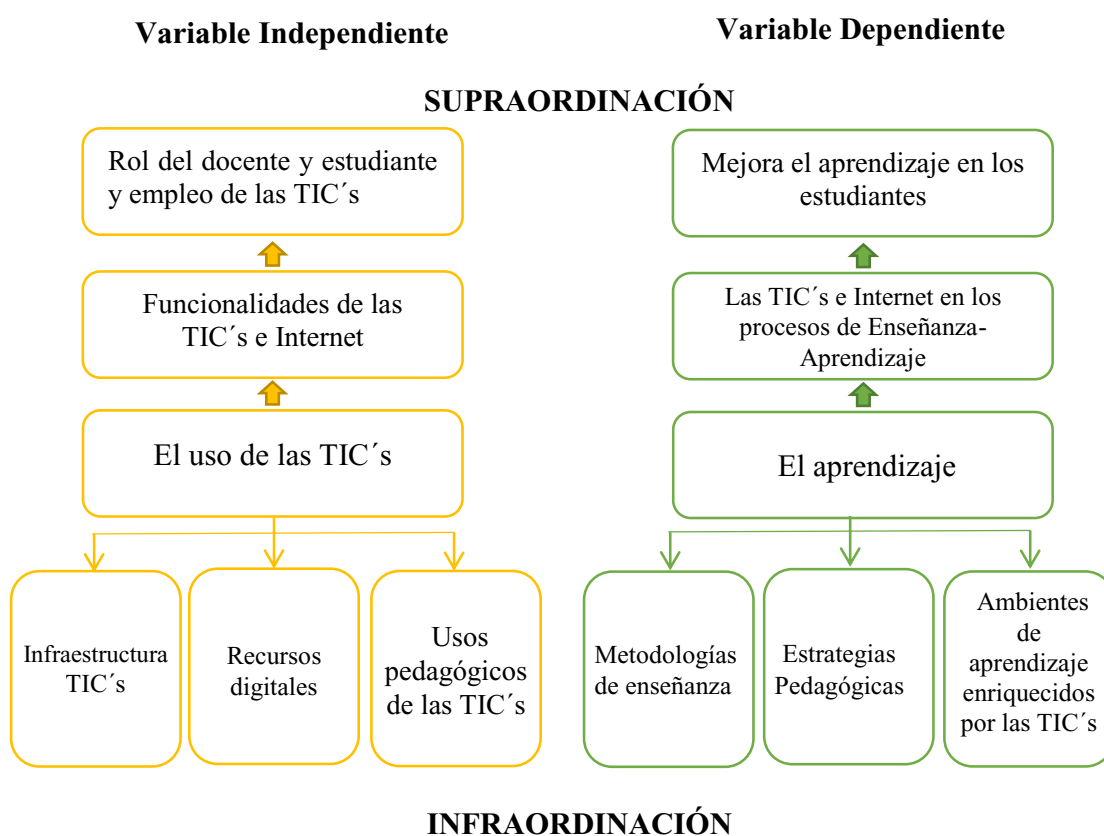 Variable Independiente
Variable Dependiente
SUPRAORDINACIÓN
Rol del docente y estudiante
y empleo de las TIC´s
Mejora el aprendizaje en los
estudiantes
Funcionalidades de las
TIC´s e Internet
Las TIC´s e Internet en los
procesos de Enseñanza-
Aprendizaje
El uso de las TIC´s
El aprendizaje
Infraestructura
TIC´s
Recursos
digitales
Usos
pedagógicos
de las TIC´s
Metodologías
de enseñanza
Estrategias
Pedagógicas
Ambientes
de
aprendizaje
enriquecidos
por las TIC´s
INFRAORDINACIÓN